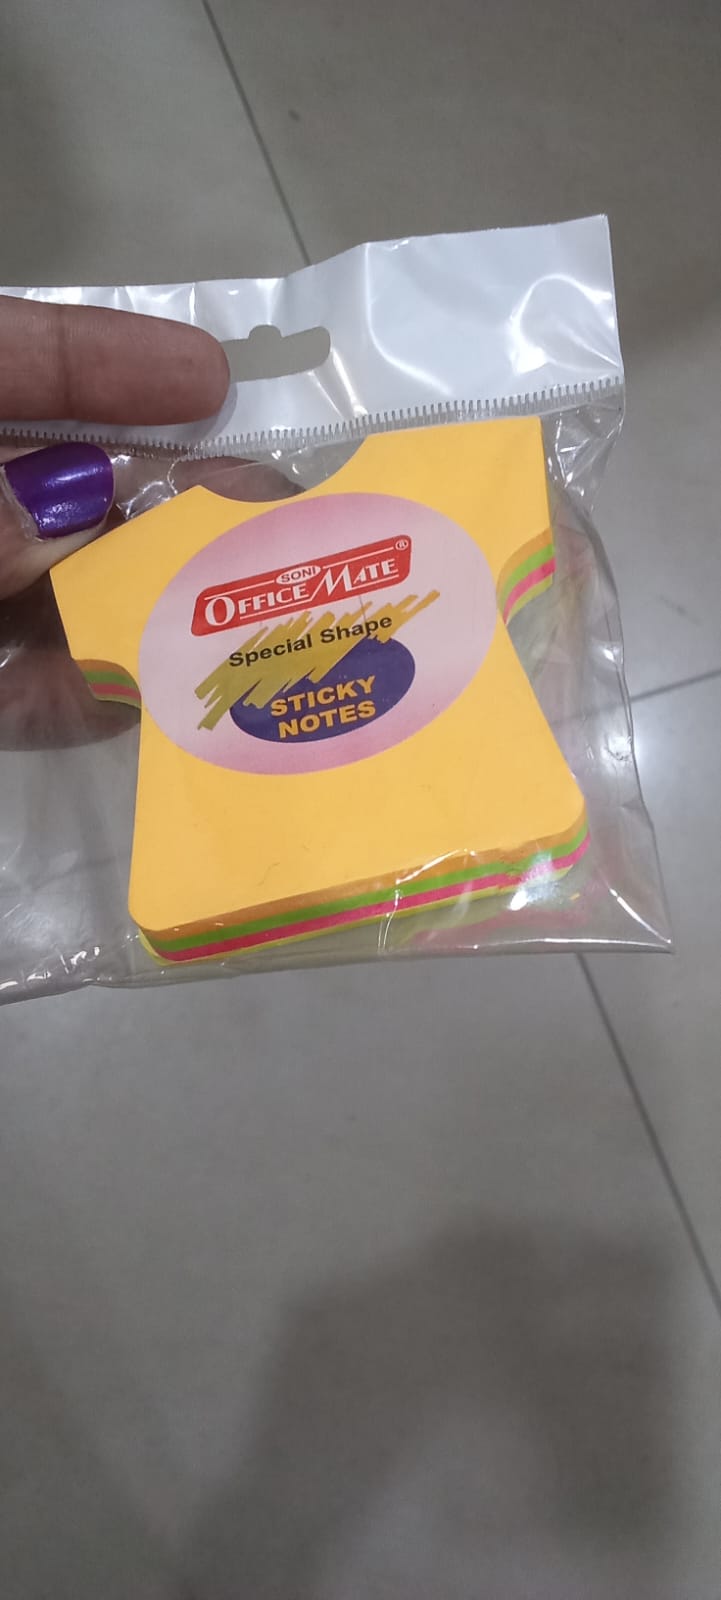 SONI
OFFICE MATE®
Special Shape
STICKY
NOTES